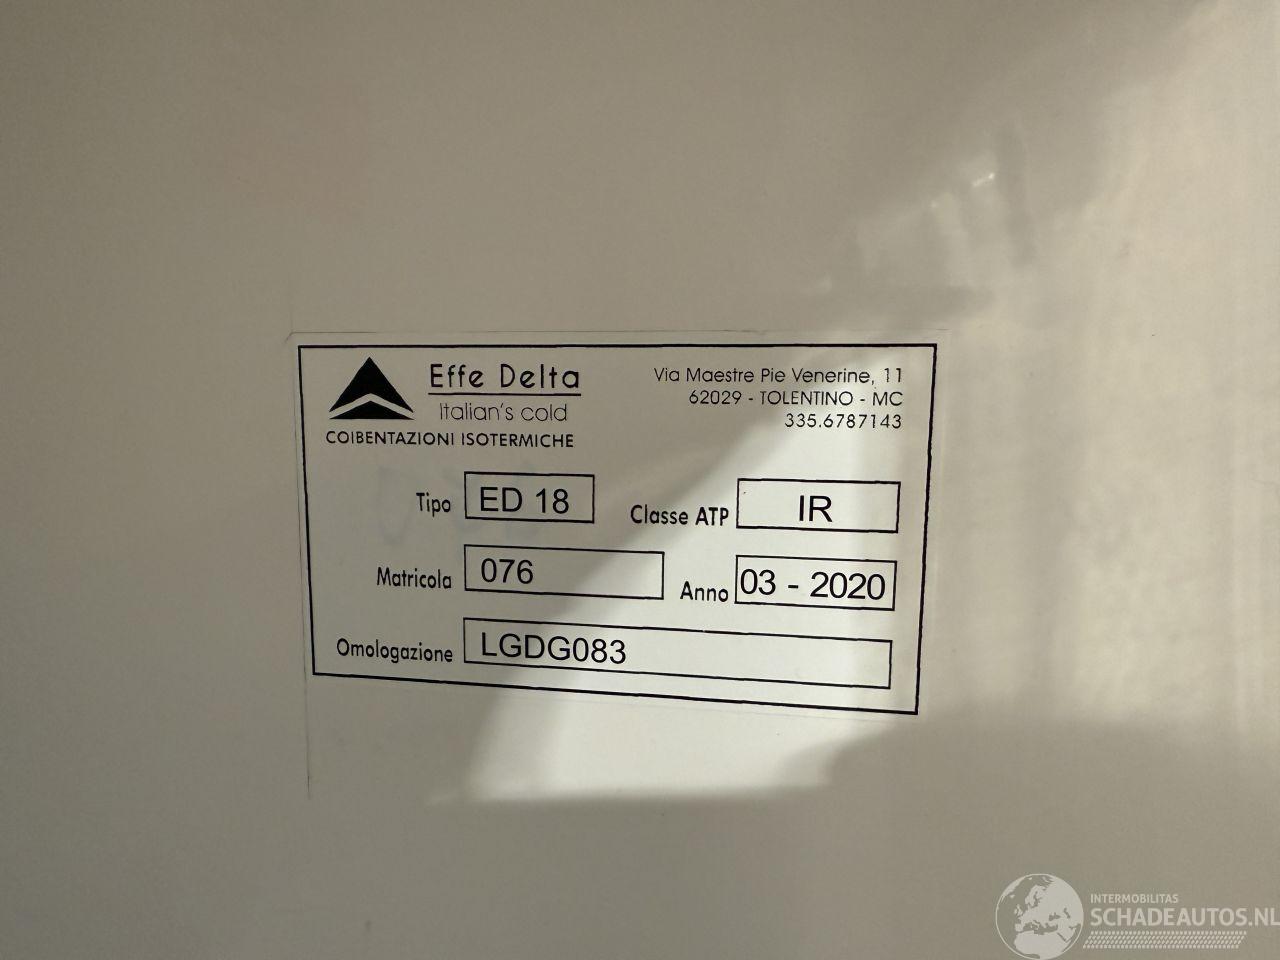 Effe Delta
Italian's cold
COIBENTAZIONI ISOTERMICHE
Via Maestre Pie Venerine, 11
62029 - TOLENTINO - MC
335.6787143
Tipo ED 18
Classe ATP IR
Matricola 076
Anno 03 - 2020
Omologazione LGDG083
INTERMOBILITAS
SCHADEAUTOS.NL